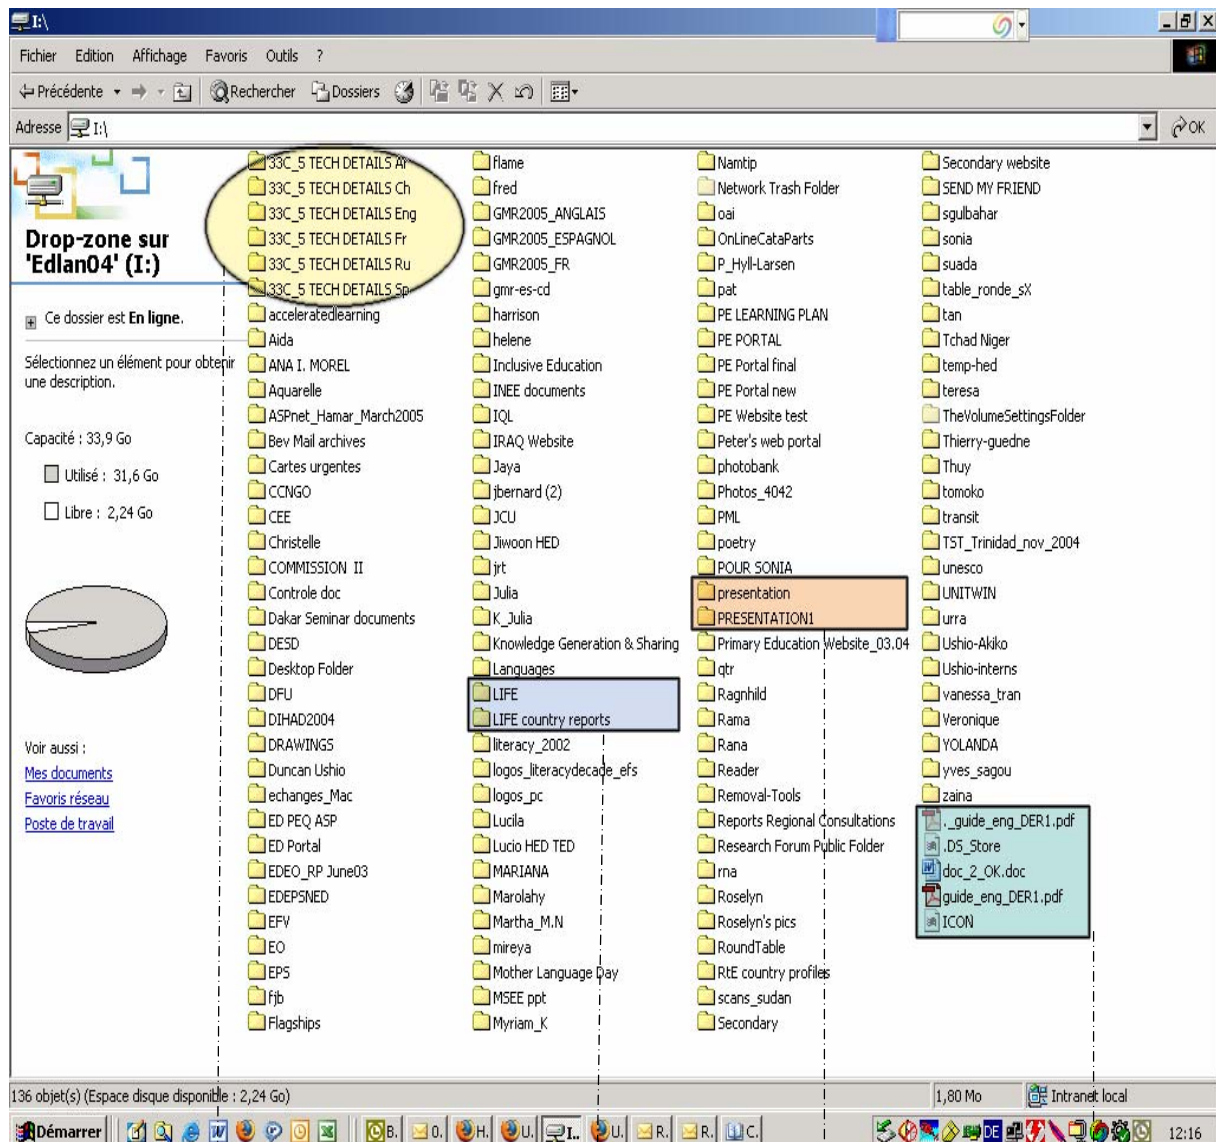 I:\
Fichier Edition Affichage Favoris Outils ?
Précédente Rechercher Dossiers
Adresse I:\ OK
Drop-zone sur
'Edlan04' (I:)
Ce dossier est En ligne.
Sélectionnez un élément pour obtenir
une description.
Capacité : 33,9 Go
Utilisé : 31,6 Go
Libre : 2,24 Go
Voir aussi :
Mes documents
Favoris réseau
Poste de travail
33C_5 TECH DETAILS Ar
33C_5 TECH DETAILS Ch
33C_5 TECH DETAILS Eng
33C_5 TECH DETAILS Fr
33C_5 TECH DETAILS Ru
33C_5 TECH DETAILS Sp
acceleratedlearning
Aida
ANA I. MOREL
Aquarelle
ASPnet_Hamar_March2005
Bev Mail archives
Cartes urgentes
CCNGO
CEE
Christelle
COMMISSION II
Controle doc
Dakar Seminar documents
DESD
Desktop Folder
DFU
DIHAD2004
DRAWINGS
Duncan Ushio
echanges_Mac
ED PEQ ASP
ED Portal
EDEO_RP June03
EDEPSNED
EFV
EO
EPS
fjb
Flagships
flame
fred
GMR2005_ANGLAIS
GMR2005_ESPAGNOL
GMR2005_FR
gmr-es-cd
harrison
helene
Inclusive Education
INEE documents
IQL
IRAQ Website
Jaya
jbernard (2)
JCU
Jiwoon HED
jrt
Julia
K_Julia
Knowledge Generation & Sharing
Languages
LIFE
LIFE country reports
literacy_2002
logos_literacydecade_efs
logos_pc
Lucila
Lucio HED TED
MARIANA
Marolahy
Martha_M.N
mireya
Mother Language Day
MSEE ppt
Myriam_K
Namtip
Network Trash Folder
oai
OnLineCataParts
P_Hyll-Larsen
pat
PE LEARNING PLAN
PE PORTAL
PE Portal final
PE Portal new
PE Website test
Peter's web portal
photobank
Photos_4042
PML
poetry
POUR SONIA
presentation
PRESENTATION1
Primary Education Website_03.04
qtr
Ragnhild
Rama
Rana
Reader
Removal-Tools
Reports Regional Consultations
Research Forum Public Folder
rna
Roselyn
Roselyn's pics
RoundTable
RtE country profiles
scans_sudan
Secondary
Secondary website
SEND MY FRIEND
sgulbahar
sonia
suada
table_ronde_sX
tan
Tchad Niger
temp-hed
teresa
TheVolumeSettingsFolder
Thierry-guedne
Thuy
tomoko
transit
TST_Trinidad_nov_2004
unesco
UNITWIN
urra
Ushio-Akiko
Ushio-interns
vanessa_tran
Veronique
YOLANDA
yves_sagou
zaina
._guide_eng_DER1.pdf
.DS_Store
doc_2_OK.doc
guide_eng_DER1.pdf
ICON
136 objet(s) (Espace disque disponible : 2,24 Go) 1,80 Mo Intranet local
Démarrer B. O. H. U. I.. U. R. R. C. DE 12:16